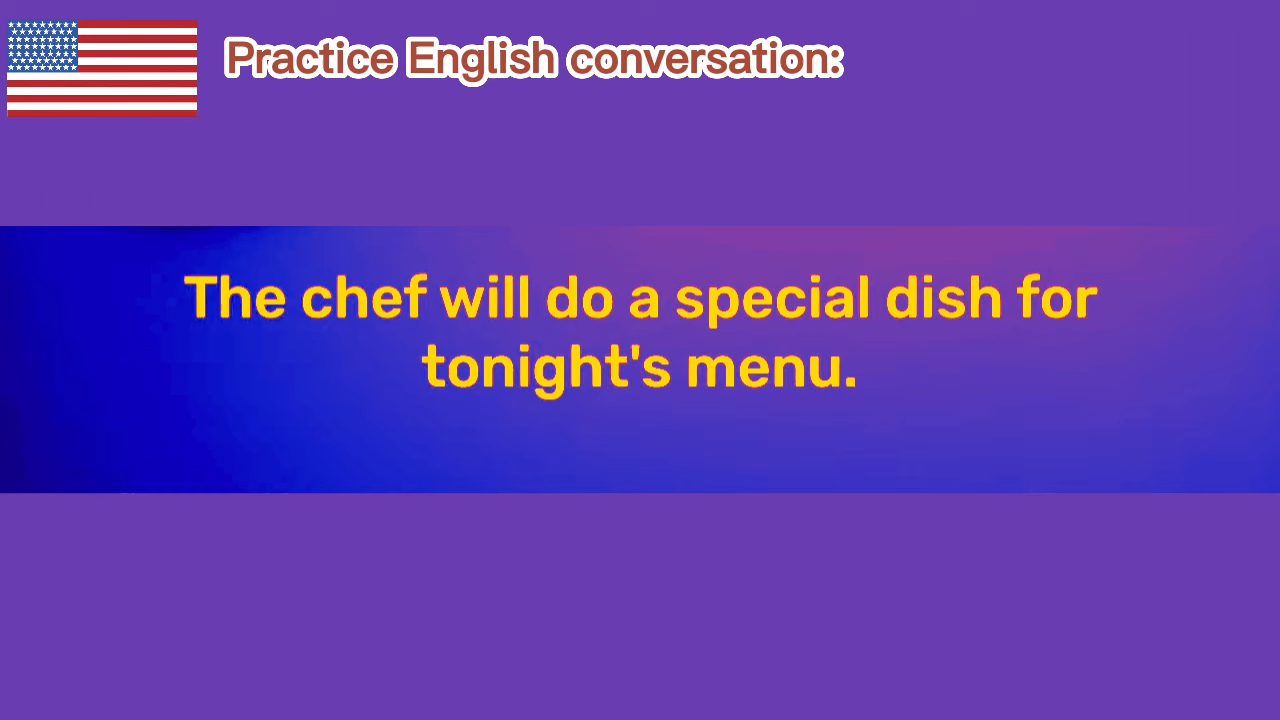 Practice English conversation:
The chef will do a special dish for
tonight's menu.